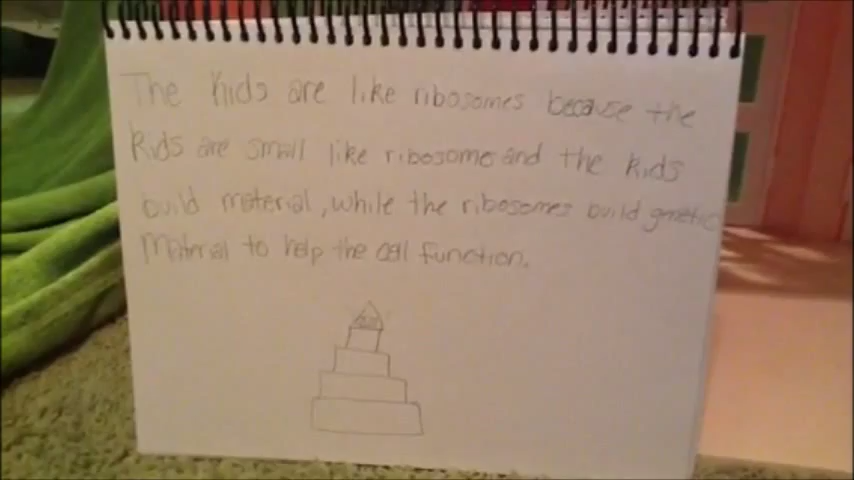 The kids are like ribosomes because the
kids are small like ribosome and the kids
build material, while the ribosomes build genetic
material to help the cell function.